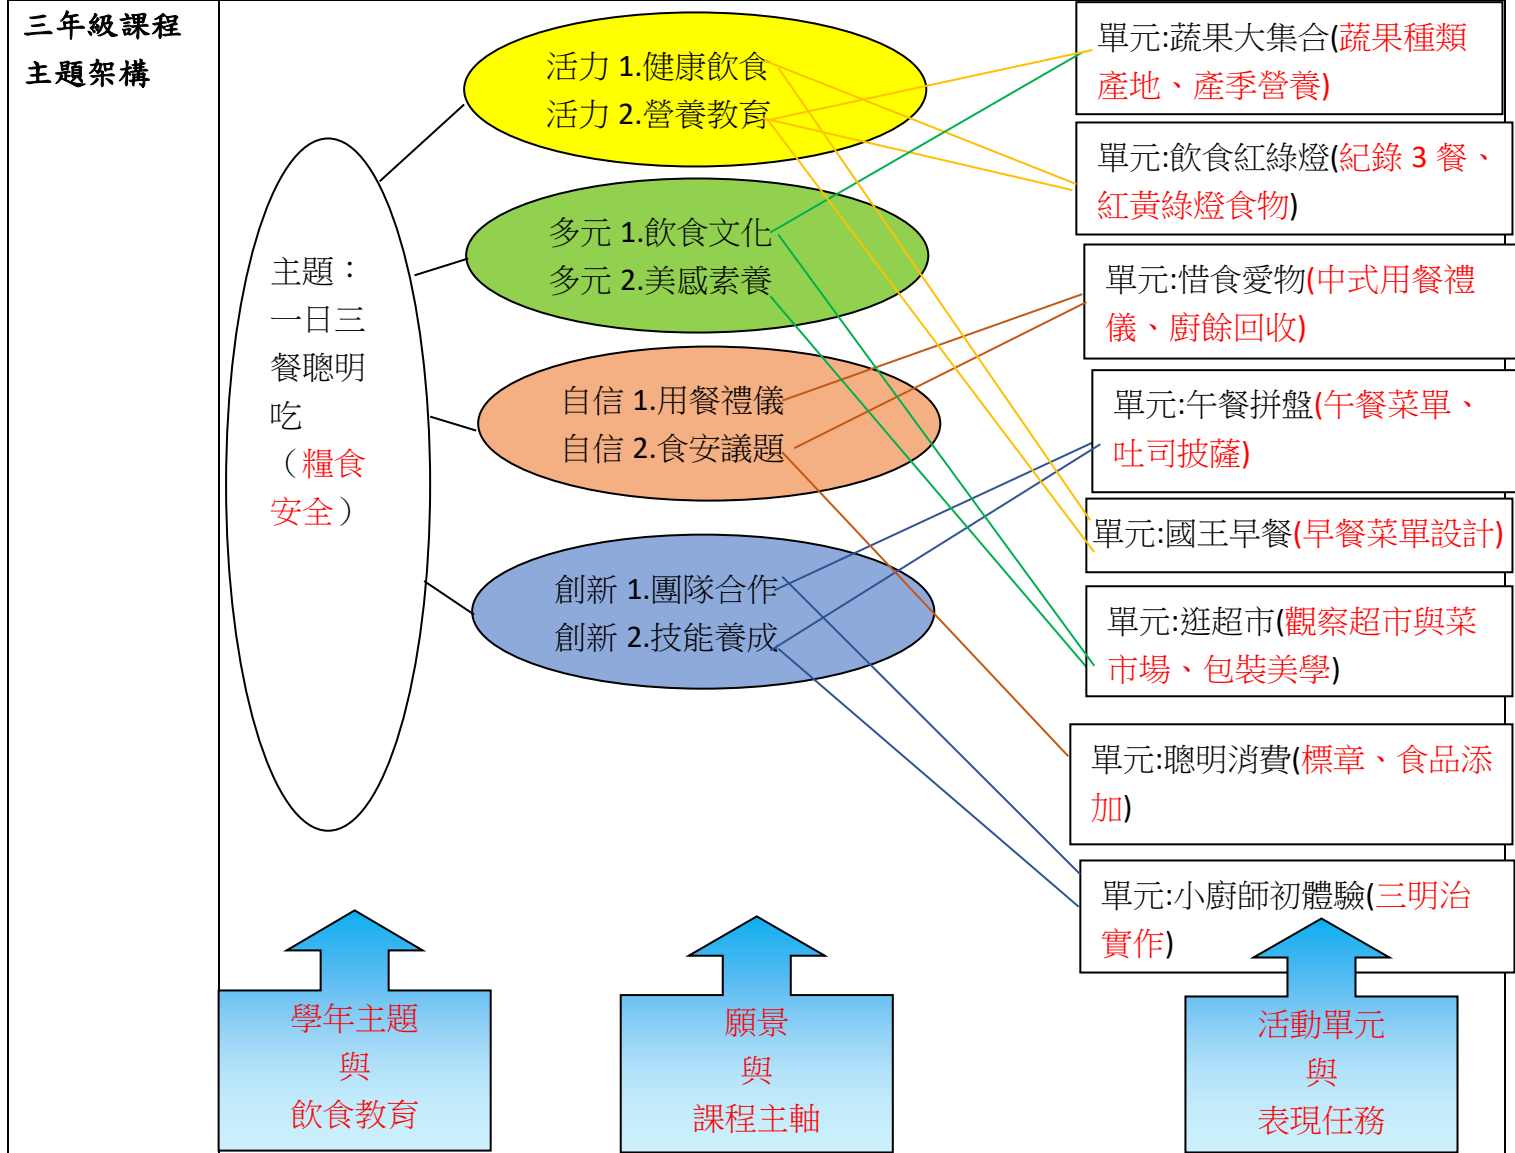 三年級課程
主題架構
主題：
一日三
餐聰明
吃
（糧食
安全）
活力 1.健康飲食
活力 2.營養教育
多元 1.飲食文化
多元 2.美感素養
自信 1.用餐禮儀
自信 2.食安議題
創新 1.團隊合作
創新 2.技能養成
單元:蔬果大集合(蔬果種類
產地、產季營養)
單元:飲食紅綠燈(紀錄 3 餐、
紅黃綠燈食物)
單元:惜食愛物(中式用餐禮
儀、廚餘回收)
單元:午餐拼盤(午餐菜單、
吐司披薩)
單元:國王早餐(早餐菜單設計)
單元:逛超市(觀察超市與菜
市場、包裝美學)
單元:聰明消費(標章、食品添
加)
單元:小廚師初體驗(三明治
實作)
學年主題
與
飲食教育
願景
與
課程主軸
活動單元
與
表現任務